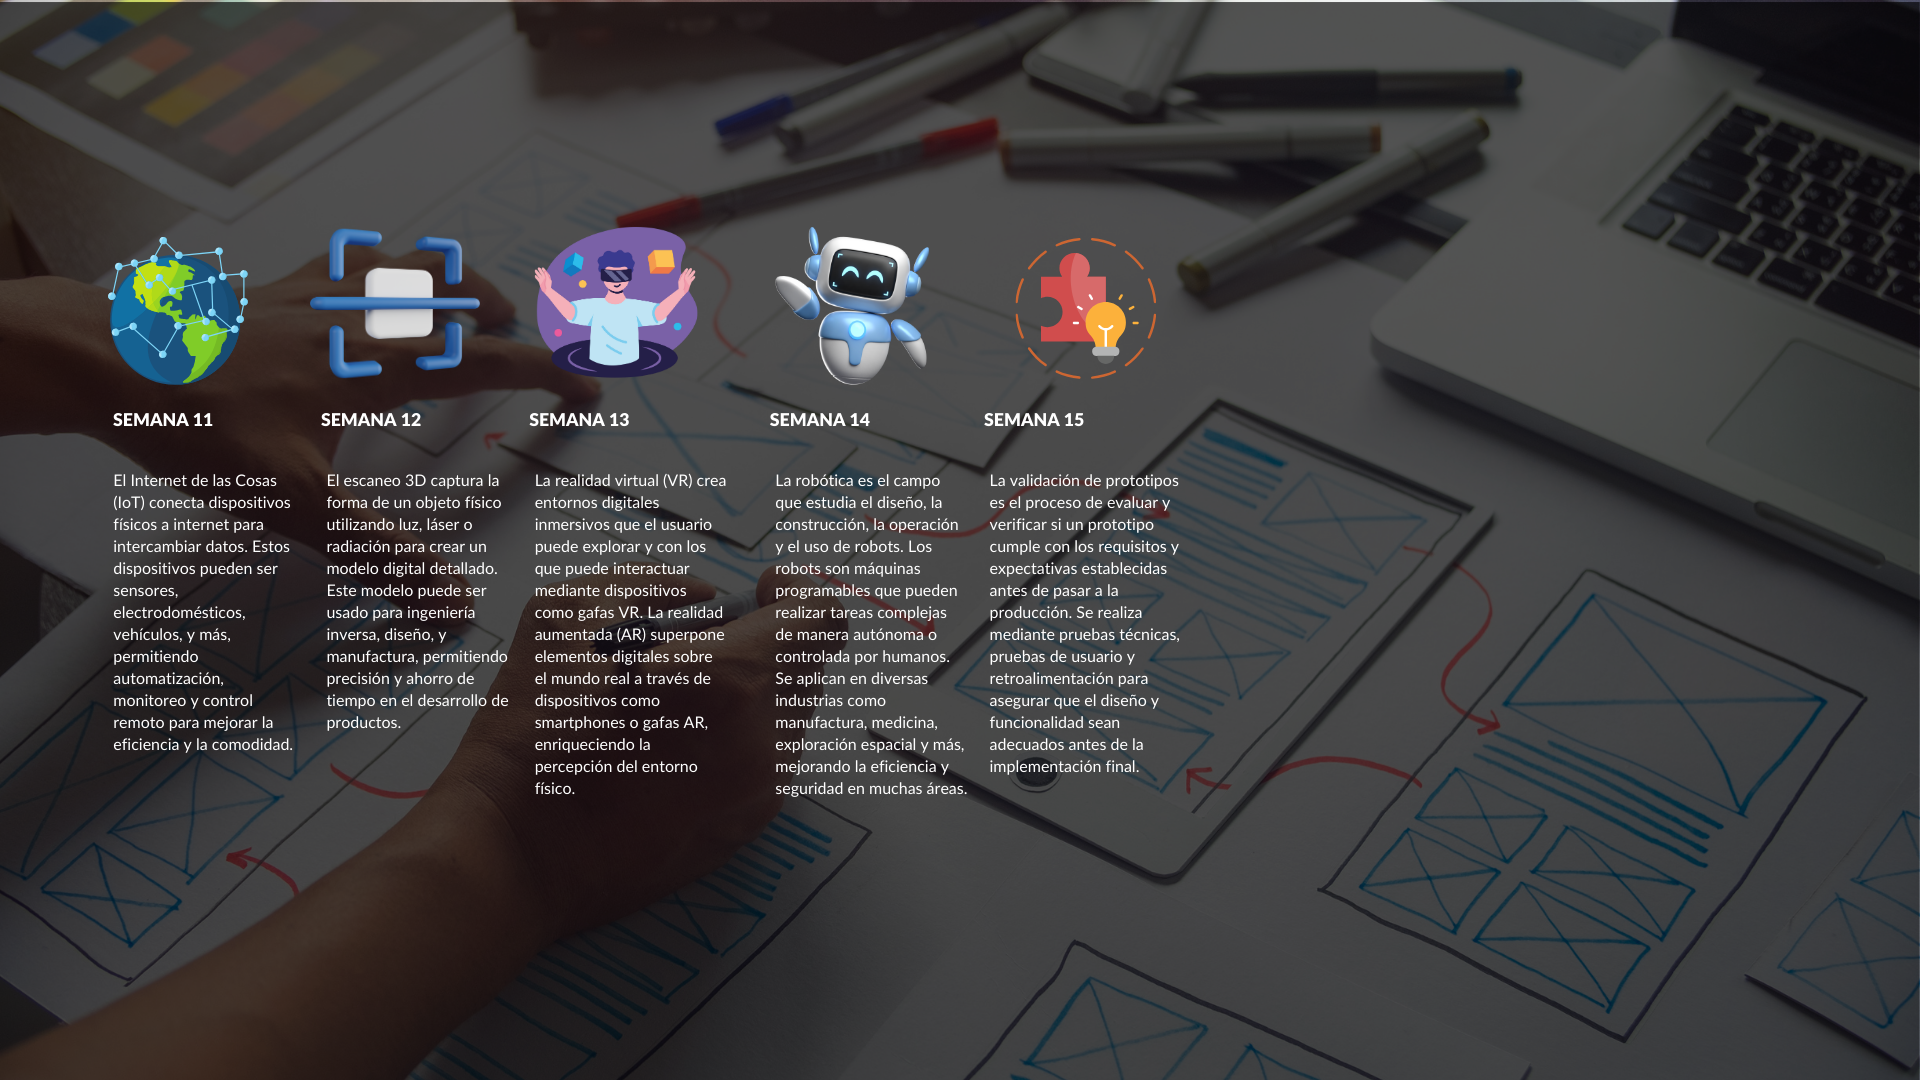 SEMANA 11
El Internet de las Cosas
(IoT) conecta dispositivos
físicos a internet para
intercambiar datos. Estos
dispositivos pueden ser
sensores,
electrodomésticos,
vehículos, y más,
permitiendo
automatización,
monitoreo y control
remoto para mejorar la
eficiencia y la comodidad.
SEMANA 12
El escaneo 3D captura la
forma de un objeto físico
utilizando luz, láser o
radiación para crear un
modelo digital detallado.
Este modelo puede ser
usado para ingeniería
inversa, diseño, y
manufactura, permitiendo
precisión y ahorro de
tiempo en el desarrollo de
productos.
SEMANA 13
La realidad virtual (VR) crea
entornos digitales
inmersivos que el usuario
puede explorar y con los
que puede interactuar
mediante dispositivos
como gafas VR. La realidad
aumentada (AR) superpone
elementos digitales sobre
el mundo real a través de
dispositivos como
smartphones o gafas AR,
enriqueciendo la
percepción del entorno
físico.
SEMANA 14
La robótica es el campo
que estudia el diseño, la
construcción, la operación
y el uso de robots. Los
robots son máquinas
programables que pueden
realizar tareas complejas
de manera autónoma o
controlada por humanos.
Se aplican en diversas
industrias como
manufactura, medicina,
exploración espacial y más,
mejorando la eficiencia y
seguridad en muchas áreas.
SEMANA 15
La validación de prototipos
es el proceso de evaluar y
verificar si un prototipo
cumple con los requisitos y
expectativas establecidas
antes de pasar a la
producción. Se realiza
mediante pruebas técnicas,
pruebas de usuario y
retroalimentación para
asegurar que el diseño y
funcionalidad sean
adecuados antes de la
implementación final.